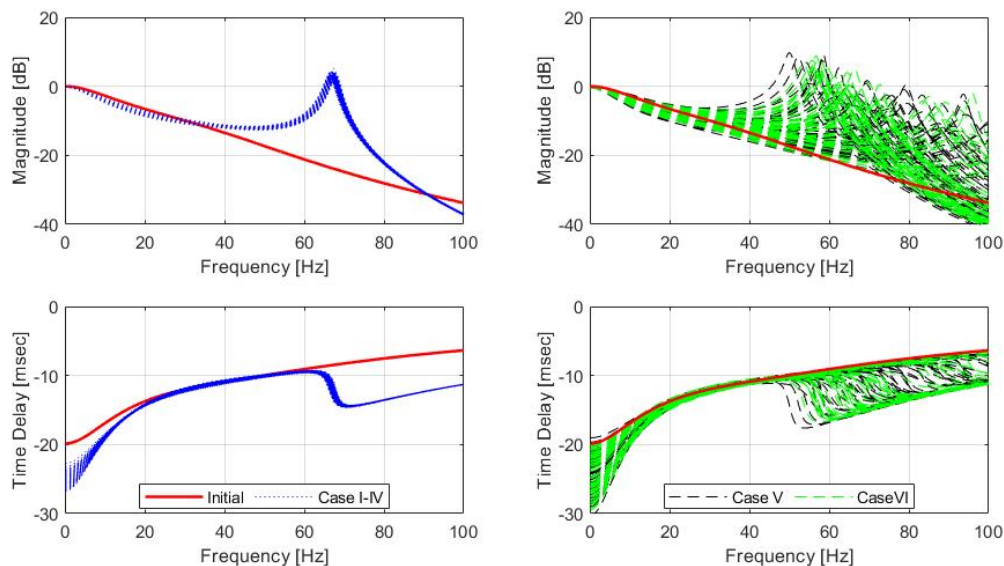 20
0
-20
-40
Magnitude [dB]
0 20 40 60 80 100
Frequency [Hz]
20
0
-20
-40
Magnitude [dB]
0 20 40 60 80 100
Frequency [Hz]
0
-10
-20
-30
Time Delay [msec]
Initial Case I-IV
0 20 40 60 80 100
Frequency [Hz]
0
-10
-20
-30
Time Delay [msec]
Case V CaseVI
0 20 40 60 80 100
Frequency [Hz]